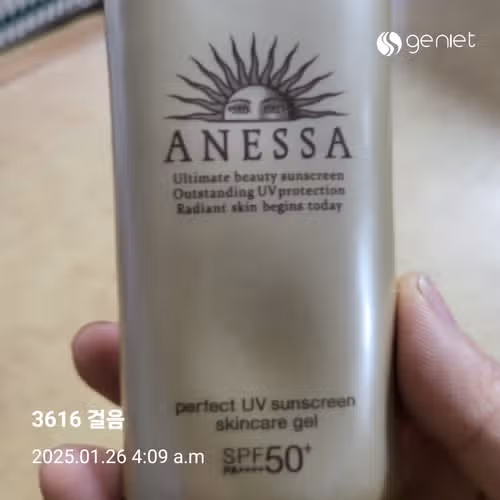 geniet
ANESSA
Ultimate beauty sunscreen
Outstanding UV protection
Radiant skin begins today
perfect UV sunscreen
skincare gel
SPF50+
PA++++
3616 걸음
2025.01.26 4:09 a.m